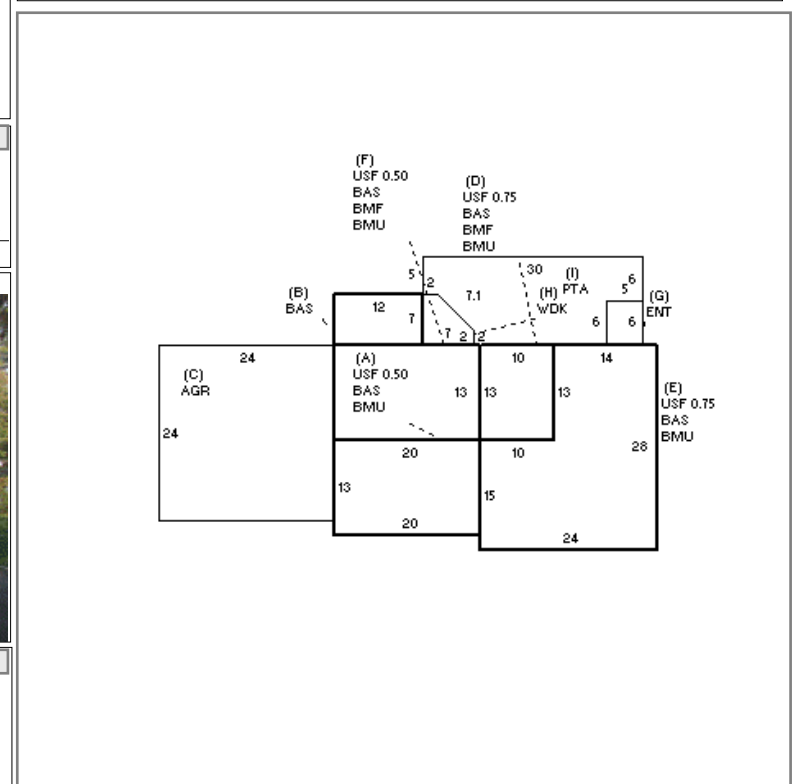 (F)
USF 0.50
BAS
BMF
BMU
(D)
USF 0.75
BAS
BMF
BMU
5
2
7.1
30
(I)
PTA
6
5
(H)
WDK
(G)
ENT
(B)
BAS
12
7
7
2
2
6
6
24
(C)
AGR
24
(A)
USF 0.50
BAS
BMU
13
13
10
13
14
(E)
USF 0.75
BAS
BMU
28
20
10
13
15
20
24